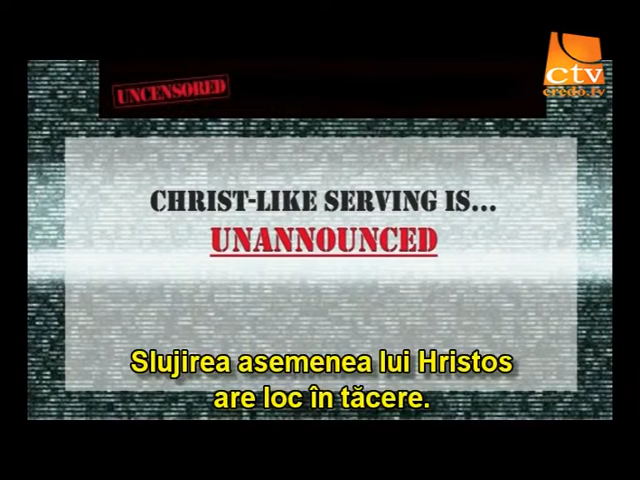 ctv
credo.tv
UNCENSORED
CHRIST-LIKE SERVING IS...
UNANNOUNCED
Slujirea asemenea lui Hristos
are loc în tăcere.